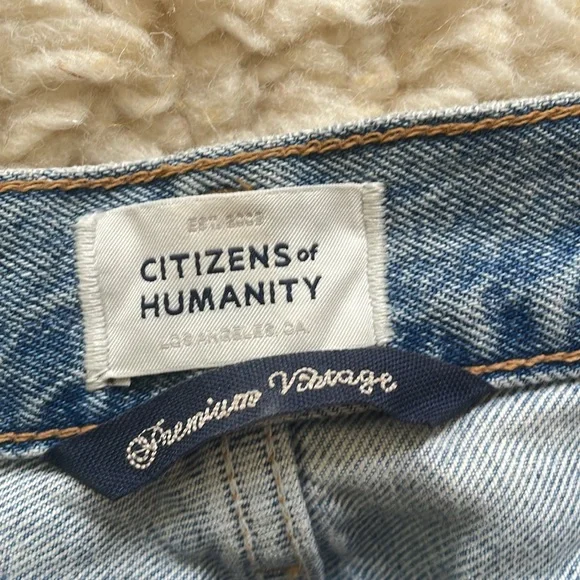 EST. 2003
CITIZENS of
HUMANITY
LOS ANGELES, CA
Premium Vintage